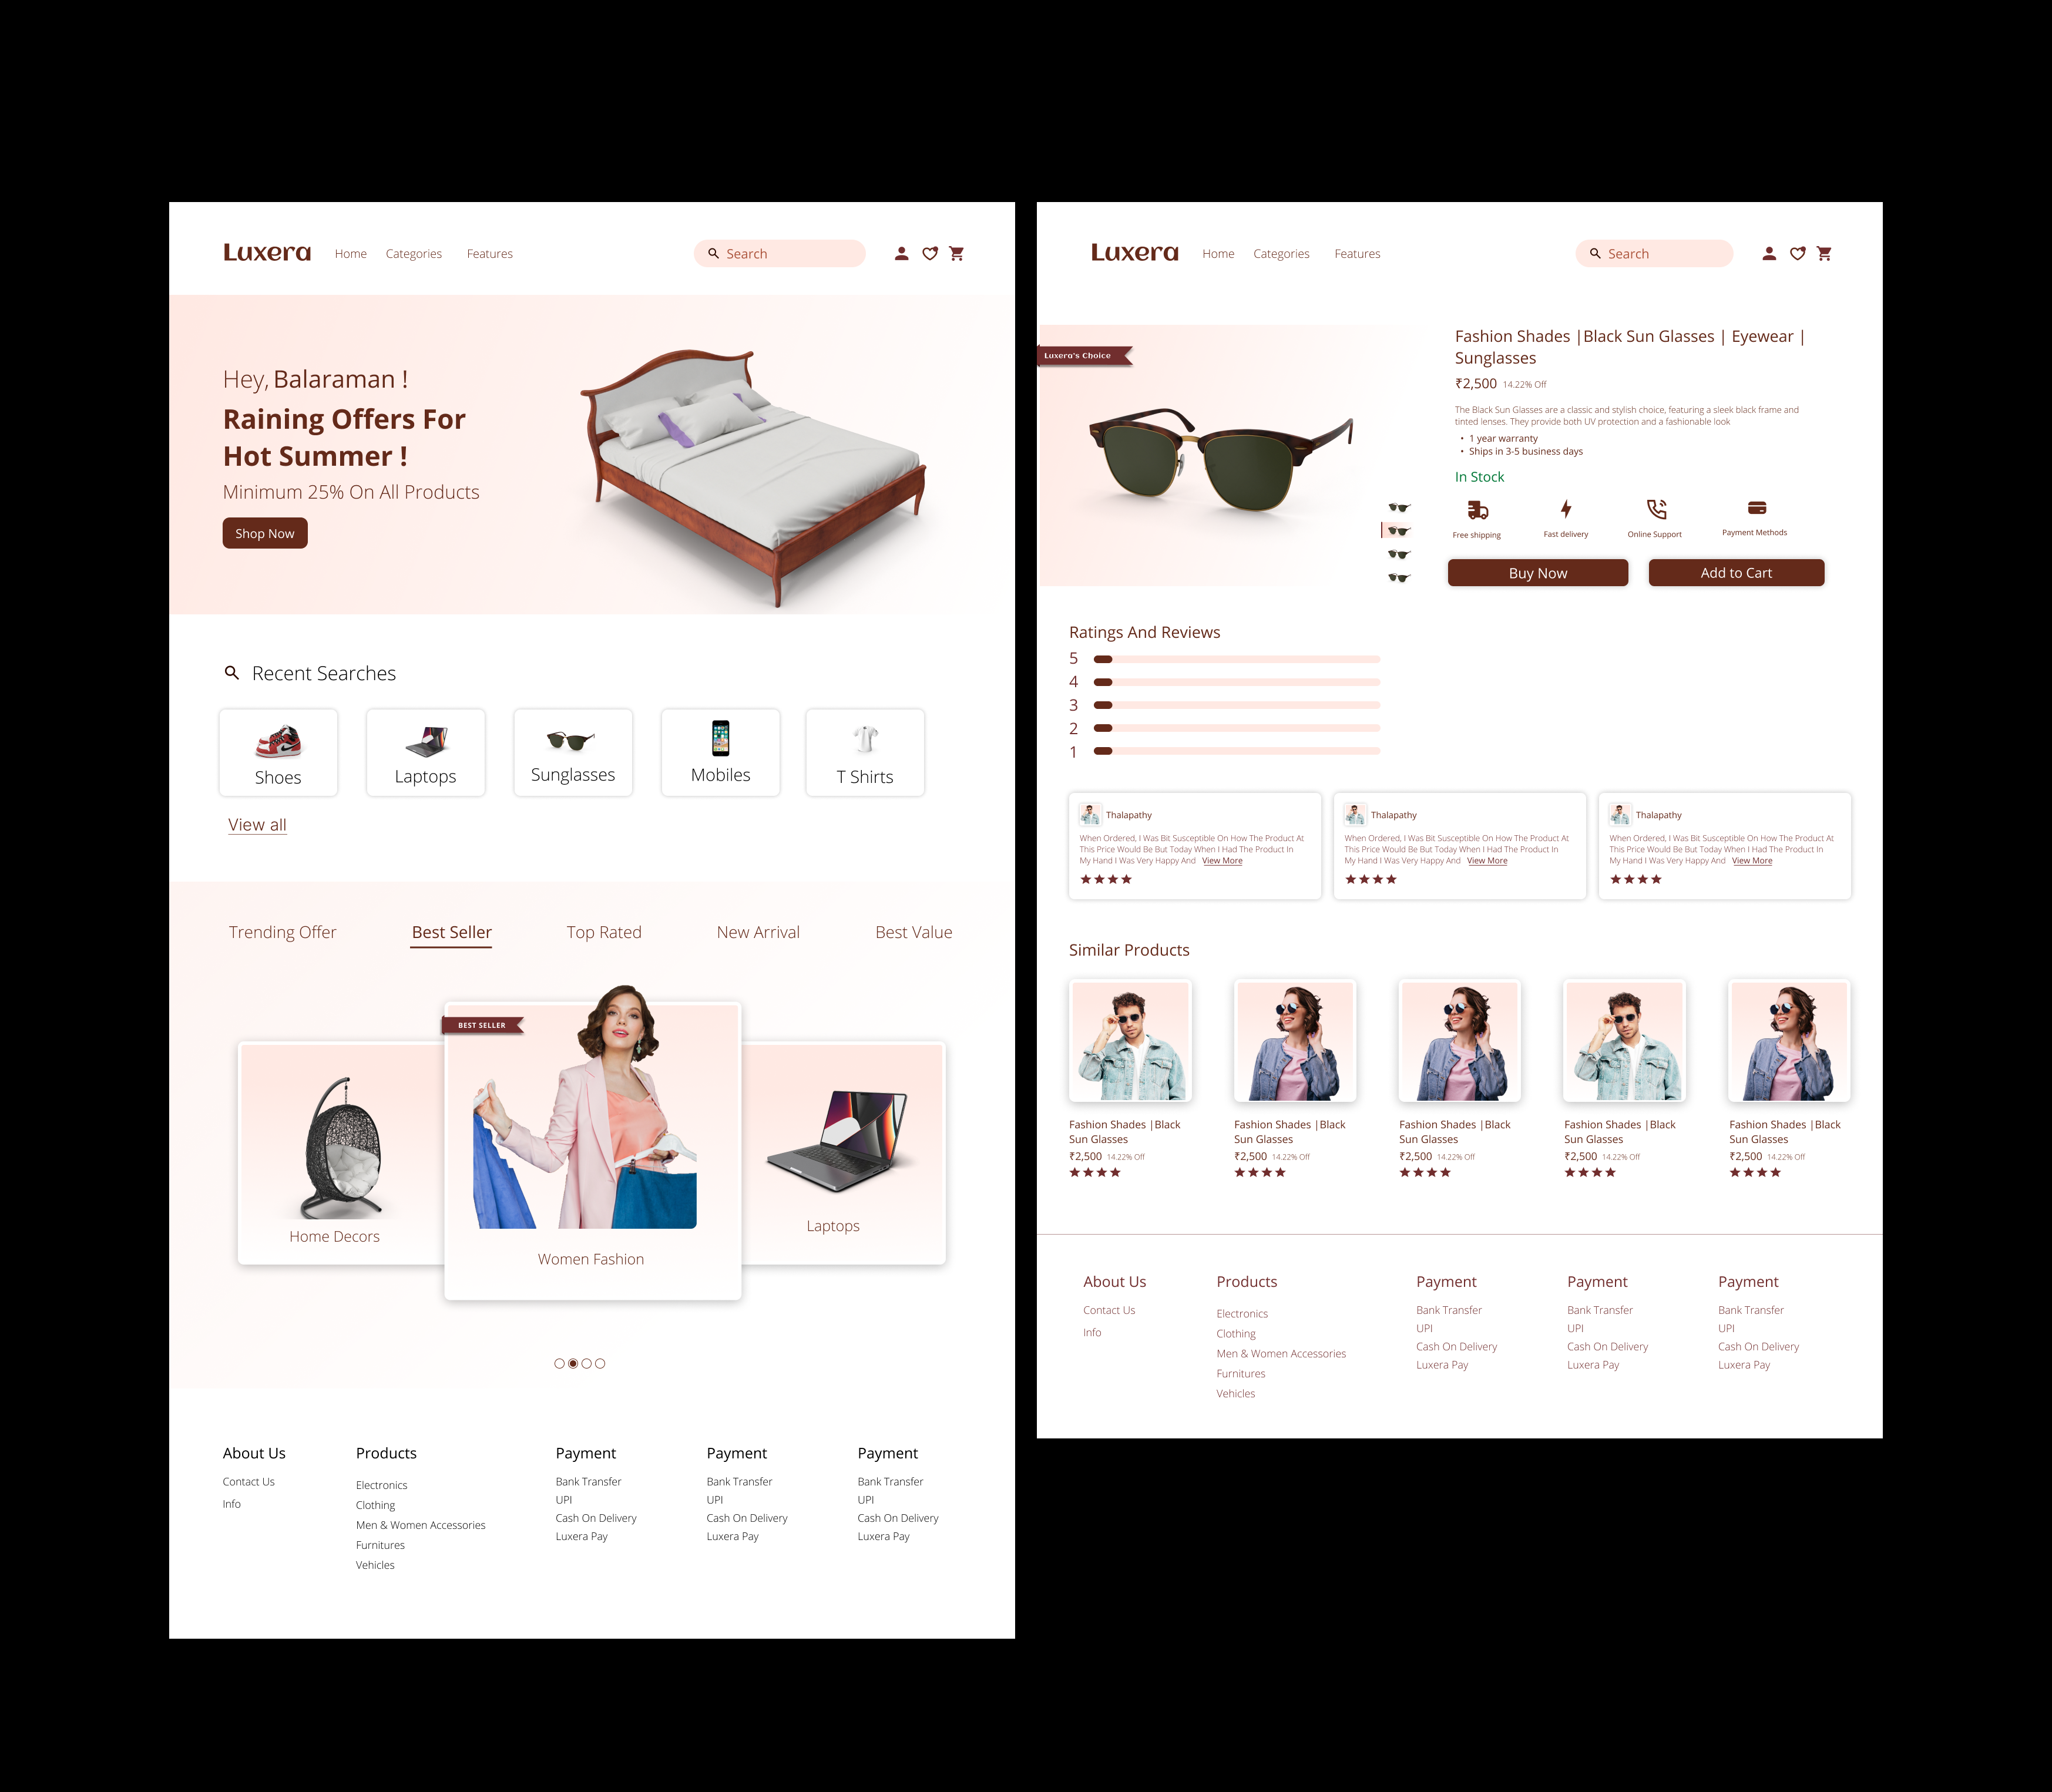 Luxera Home Categories Features Search
Hey, Balaraman !
Raining Offers For
Hot Summer !
Minimum 25% On All Products
Shop Now
Recent Searches
Shoes Laptops Sunglasses Mobiles T Shirts
View all
Trending Offer Best Seller Top Rated New Arrival Best Value
BEST SELLER
Home Decors
Women Fashion
Laptops
About Us Products Payment Payment Payment
Contact Us Electronics Bank Transfer Bank Transfer Bank Transfer
Info Clothing UPI UPI UPI
Men & Women Accessories Cash On Delivery Cash On Delivery Cash On Delivery
Furnitures Luxera Pay Luxera Pay Luxera Pay
Vehicles
Luxera Home Categories Features Search
Luxera's Choice
Fashion Shades |Black Sun Glasses | Eyewear |
Sunglasses
₹2,500 14.22% Off
The Black Sun Glasses are a classic and stylish choice, featuring a sleek black frame and
tinted lenses. They provide both UV protection and a fashionable look
• 1 year warranty
• Ships in 3-5 business days
In Stock
Free shipping Fast delivery Online Support Payment Methods
Buy Now Add to Cart
Ratings And Reviews
5
4
3
2
1
Thalapathy
When Ordered, I Was Bit Susceptible On How The Product At
This Price Would Be But Today When I Had The Product In
My Hand I Was Very Happy And View More
Thalapathy
When Ordered, I Was Bit Susceptible On How The Product At
This Price Would Be But Today When I Had The Product In
My Hand I Was Very Happy And View More
Thalapathy
When Ordered, I Was Bit Susceptible On How The Product At
This Price Would Be But Today When I Had The Product In
My Hand I Was Very Happy And View More
Similar Products
Fashion Shades |Black
Sun Glasses
₹2,500 14.22% Off
Fashion Shades |Black
Sun Glasses
₹2,500 14.22% Off
Fashion Shades |Black
Sun Glasses
₹2,500 14.22% Off
Fashion Shades |Black
Sun Glasses
₹2,500 14.22% Off
Fashion Shades |Black
Sun Glasses
₹2,500 14.22% Off
About Us Products Payment Payment Payment
Contact Us Electronics Bank Transfer Bank Transfer Bank Transfer
Info Clothing UPI UPI UPI
Men & Women Accessories Cash On Delivery Cash On Delivery Cash On Delivery
Furnitures Luxera Pay Luxera Pay Luxera Pay
Vehicles